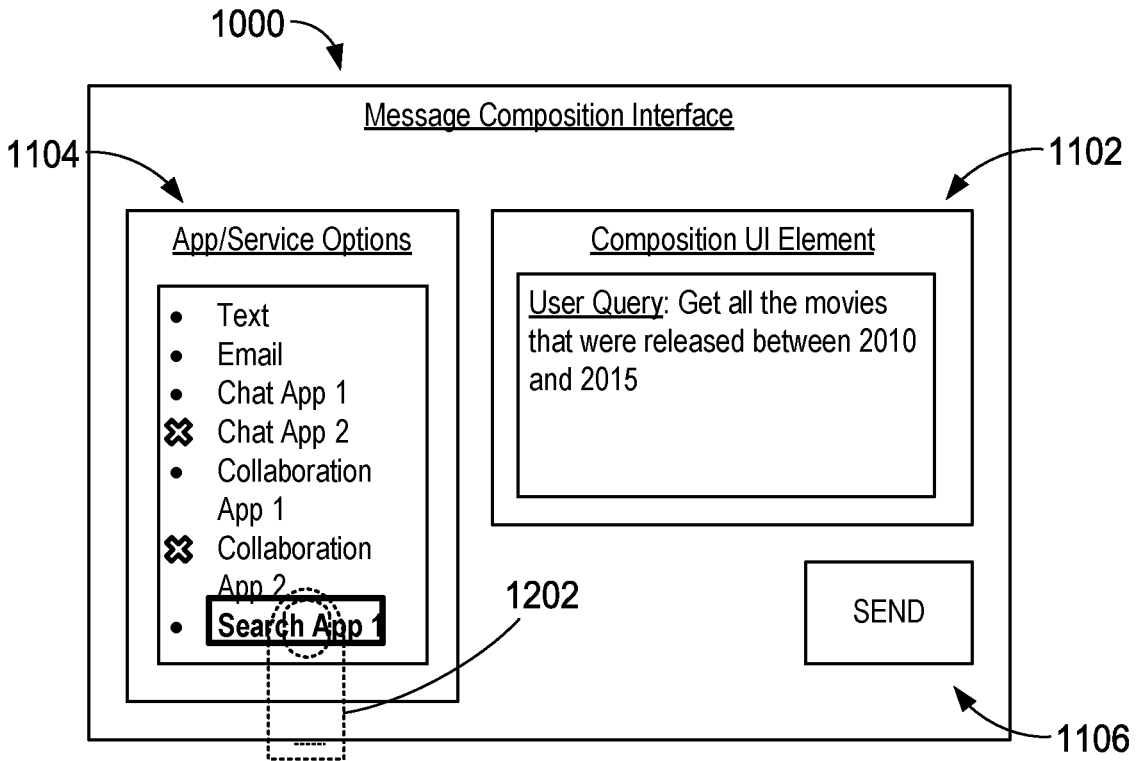 1000
Message Composition Interface
1104
1102
App/Service Options
Text
Email
Chat App 1
Chat App 2
Collaboration
App 1
Collaboration
App 2
Search App 1
Composition UI Element
User Query: Get all the movies
that were released between 2010
and 2015
1202
SEND
1106